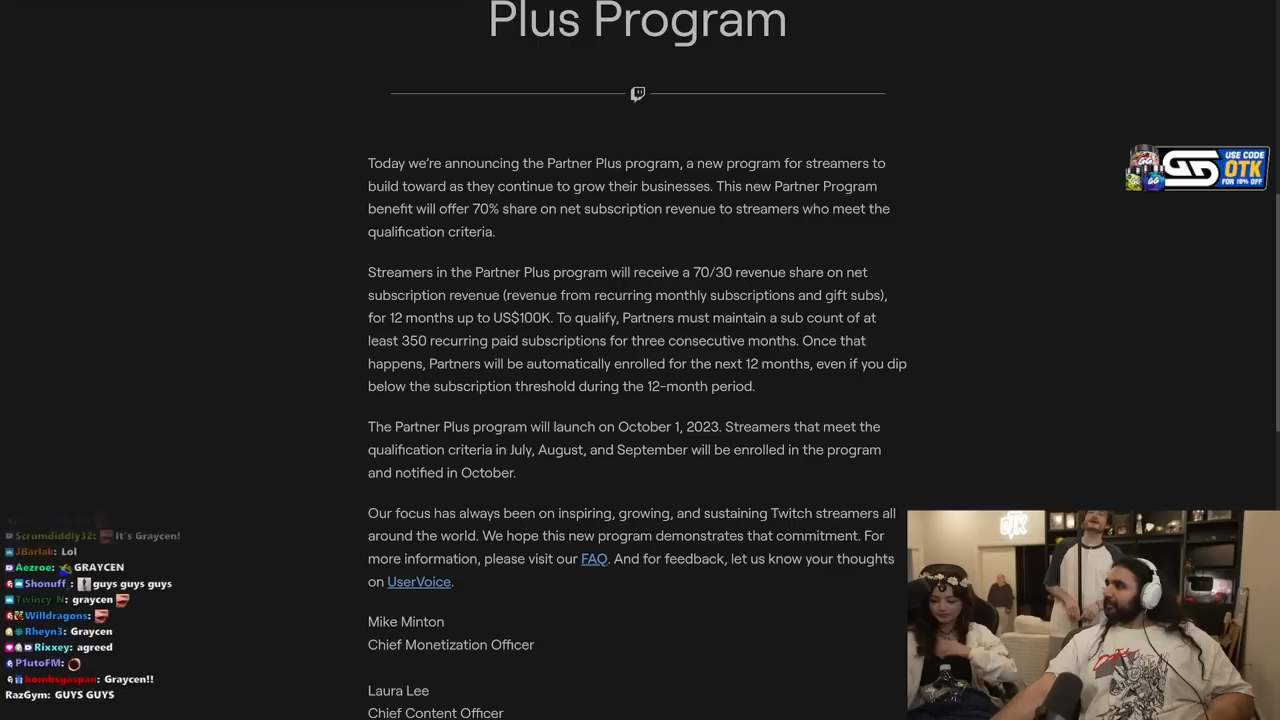 Plus Program
Today we're announcing the Partner Plus program, a new program for streamers to
build toward as they continue to grow their businesses. This new Partner Program
benefit will offer 70% share on net subscription revenue to streamers who meet the
qualification criteria.
Streamers in the Partner Plus program will receive a 70/30 revenue share on net
subscription revenue (revenue from recurring monthly subscriptions and gift subs),
for 12 months up to US$100K. To qualify, Partners must maintain a sub count of at
least 350 recurring paid subscriptions for three consecutive months. Once that
happens, Partners will be automatically enrolled for the next 12 months, even if you dip
below the subscription threshold during the 12-month period.
The Partner Plus program will launch on October 1, 2023. Streamers that meet the
qualification criteria in July, August, and September will be enrolled in the program
and notified in October.
Our focus has always been on inspiring, growing, and sustaining Twitch streamers all
around the world. We hope this new program demonstrates that commitment. For
more information, please visit our FAQ. And for feedback, let us know your thoughts
on UserVoice.
Mike Minton
Chief Monetization Officer
Laura Lee
Chief Content Officer
USE CODE
OTK
FOR 10% OFF
Scrumdiddly32: It's Graycen!
JBarlak: Lol
Aezroe: GRAYCEN
Shonuff_: guys guys guys
Twincy_N: graycen
Willdragons:
Rheyn3: Graycen
Rixxey: agreed
P1utoFM:
bombsgaspan: Graycen!!
RazGym: GUYS GUYS
OTK